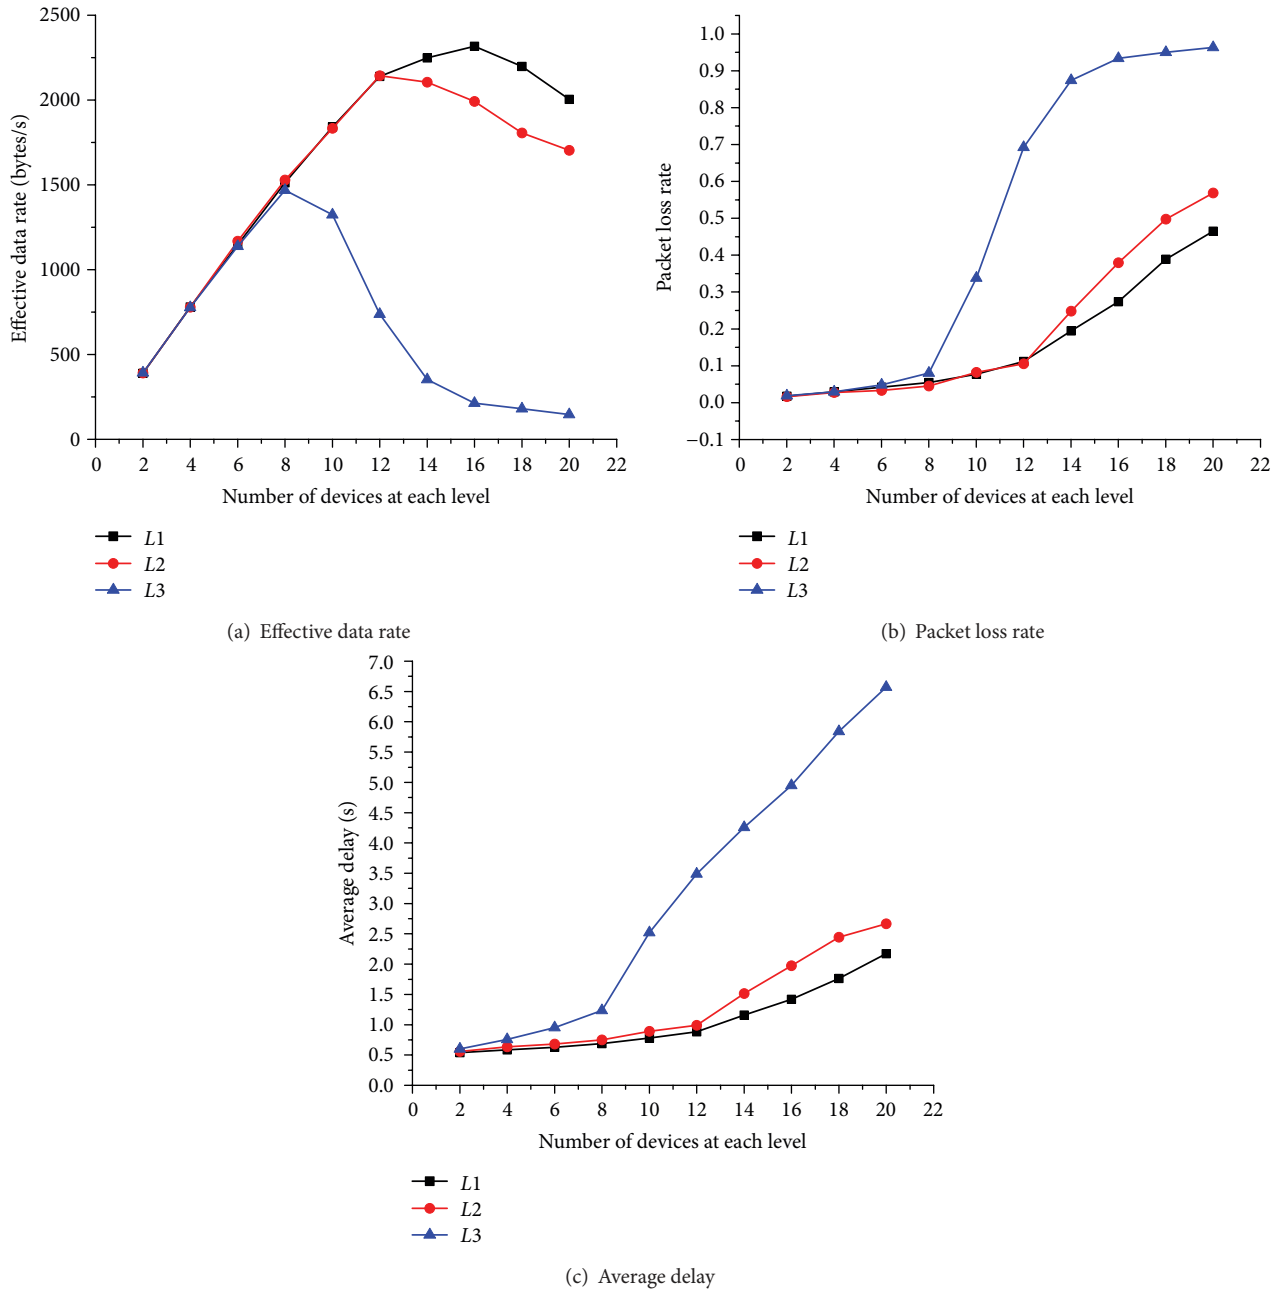 2500
2000
1500
1000
500
0
Effective data rate (bytes/s)
0 2 4 6 8 10 12 14 16 18 20 22
Number of devices at each level
L1
L2
L3
(a) Effective data rate
1.0
0.9
0.8
0.7
0.6
0.5
0.4
0.3
0.2
0.1
0.0
−0.1
Packet loss rate
0 2 4 6 8 10 12 14 16 18 20 22
Number of devices at each level
L1
L2
L3
(b) Packet loss rate
7.0
6.5
6.0
5.5
5.0
4.5
4.0
3.5
3.0
2.5
2.0
1.5
1.0
0.5
0.0
Average delay (s)
0 2 4 6 8 10 12 14 16 18 20 22
Number of devices at each level
L1
L2
L3
(c) Average delay